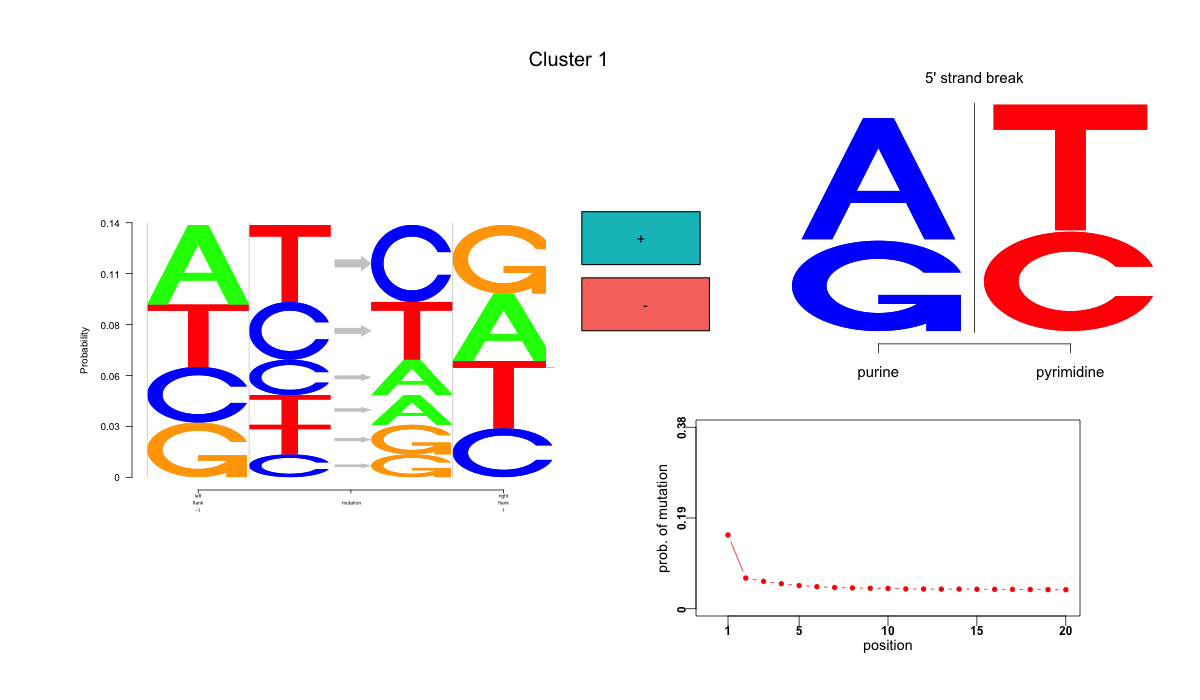 Cluster 1
5' strand break
A T
G C
purine pyrimidine
Probability
0.14
0.11
0.08
0.06
0.03
0
A T C G
T C T A
C C A T
G T A C
T G
C G
left
flank
-1
mutation
right
flank
1
+
-
prob. of mutation
0.38
0.19
0
1 5 10 15 20
position